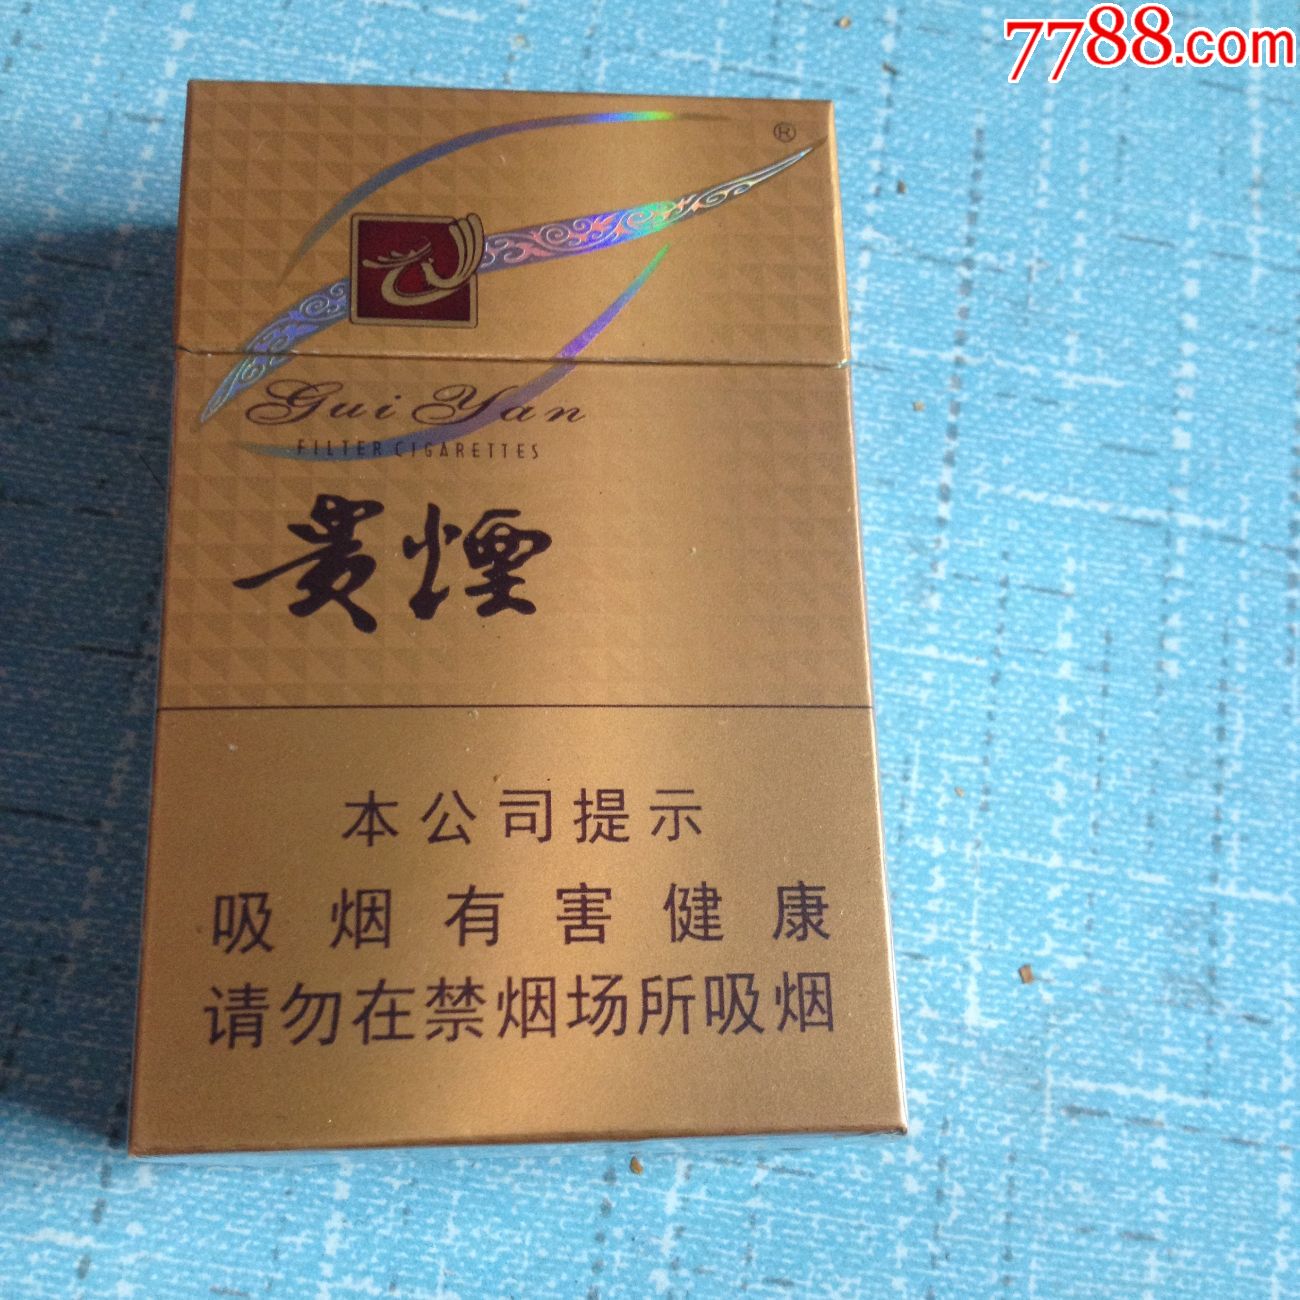 7788.com
®
Gui Yan
FILTER CIGARETTES
貴煙
本公司提示
吸烟有害健康
请勿在禁烟场所吸烟